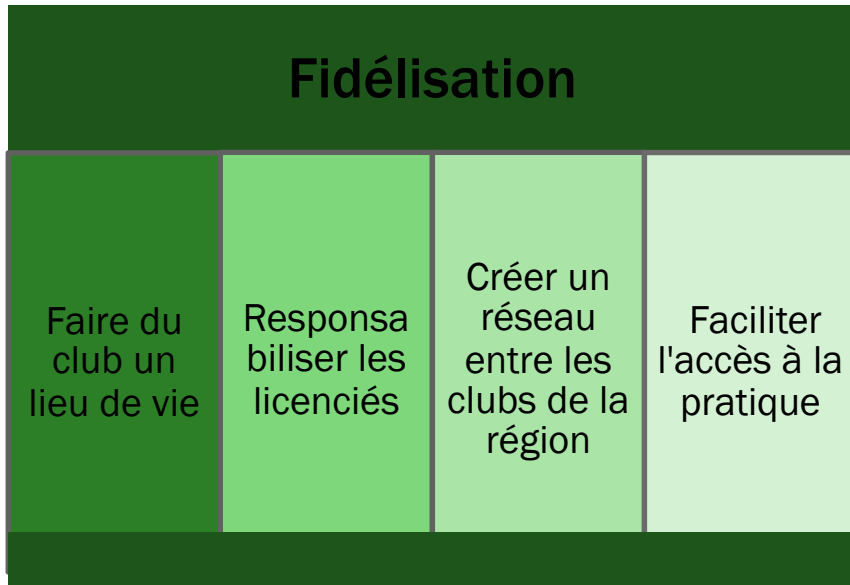 Fidélisation
Faire du
club un
lieu de vie
Responsa
biliser les
licenciés
Créer un
réseau
entre les
clubs de la
région
Faciliter
l'accès à la
pratique